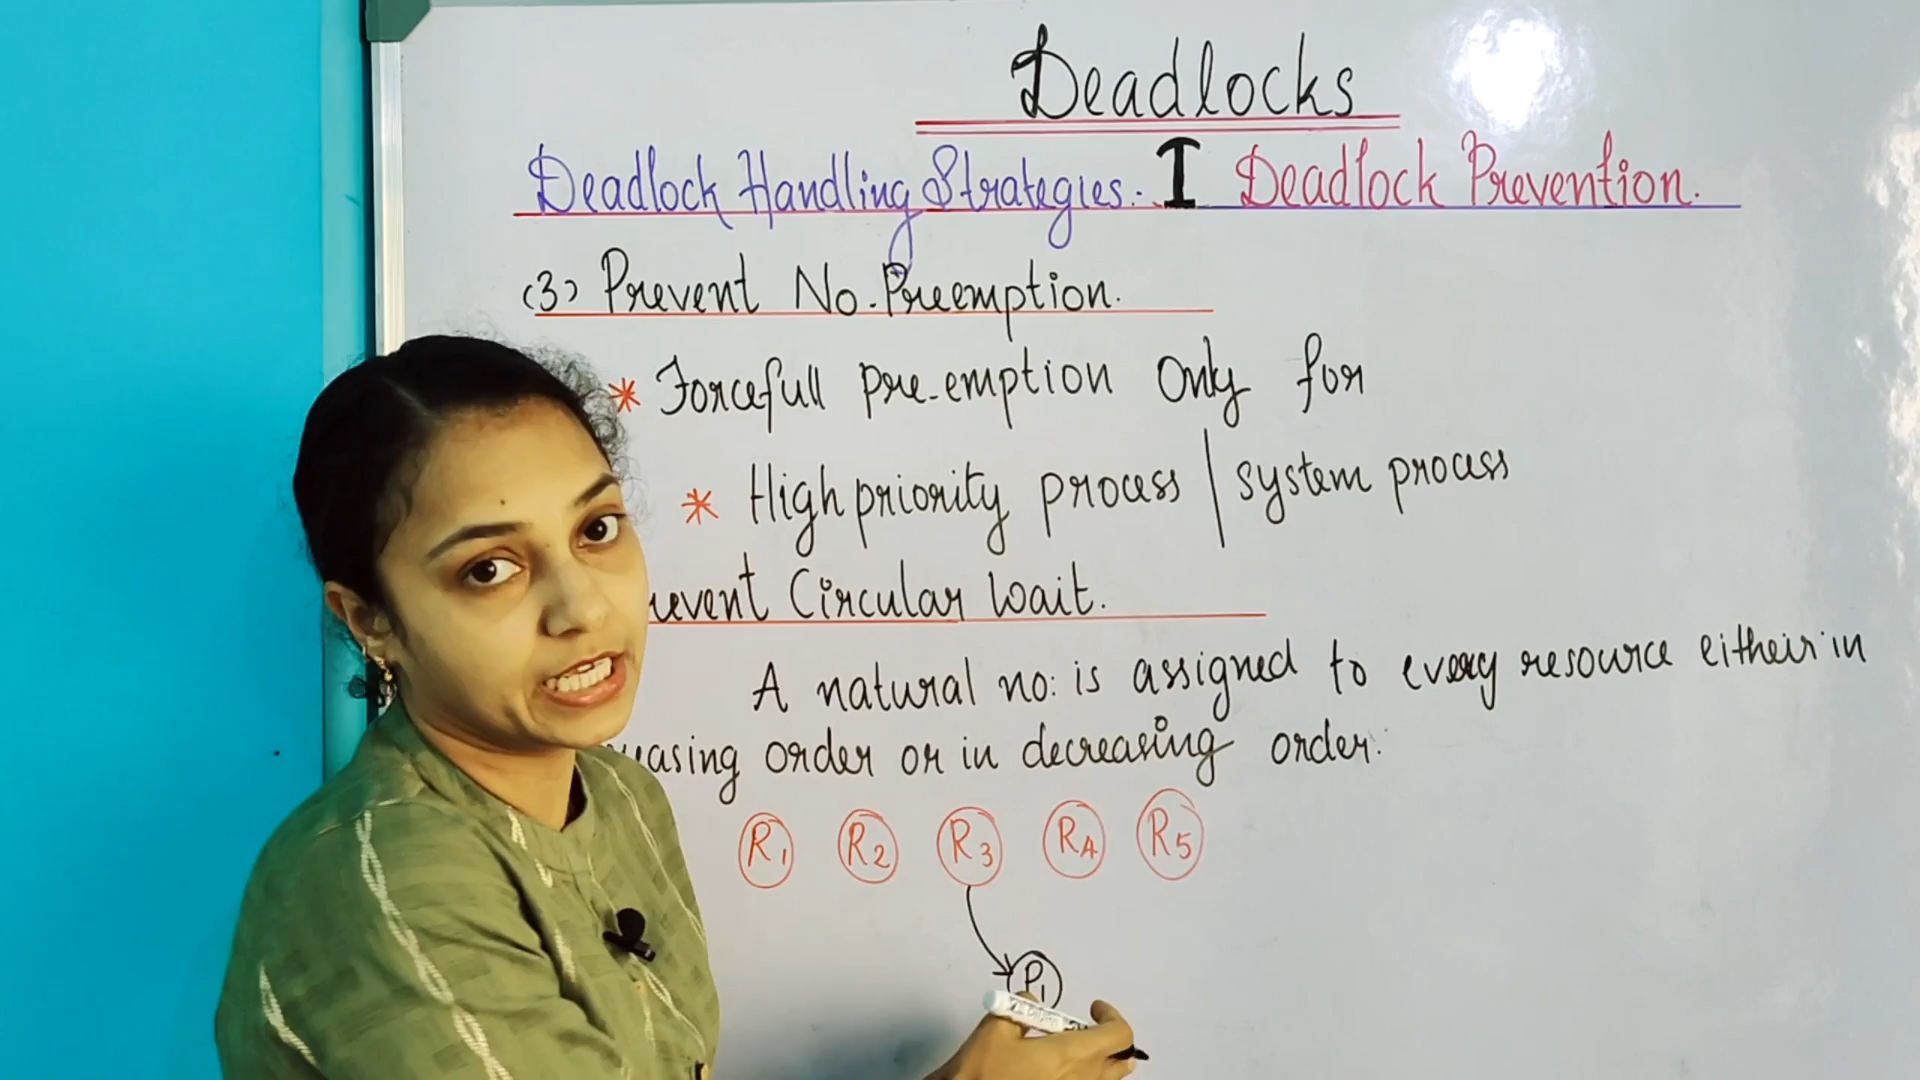 Deadlocks
Deadlock Handling Strategies:- I Deadlock Prevention.
(3) Prevent No-Preemption.
* Forcefull pre-emption Only for
* High priority process | system process
Circular Wait.
A natural no: is assigned to every resource either in
order or in decreasing order.
R1 R2 R3 R4 R5
P1